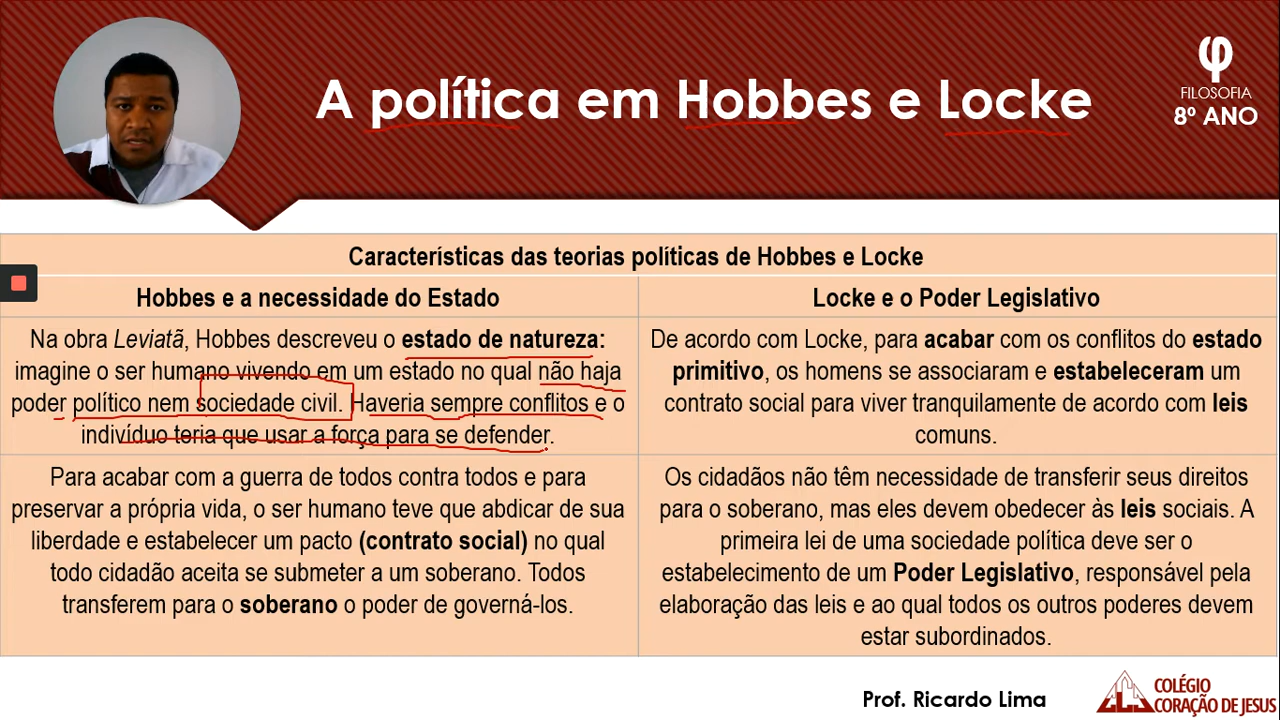 A política em Hobbes e Locke
φ
FILOSOFIA
8º ANO
Características das teorias políticas de Hobbes e Locke
Hobbes e a necessidade do Estado
Na obra Leviatã, Hobbes descreveu o estado de natureza:
imagine o ser humano vivendo em um estado no qual não haja
poder político nem sociedade civil. Haveria sempre conflitos e o
indivíduo teria que usar a força para se defender.
Para acabar com a guerra de todos contra todos e para
preservar a própria vida, o ser humano teve que abdicar de sua
liberdade e estabelecer um pacto (contrato social) no qual
todo cidadão aceita se submeter a um soberano. Todos
transferem para o soberano o poder de governá-los.
Locke e o Poder Legislativo
De acordo com Locke, para acabar com os conflitos do estado
primitivo, os homens se associaram e estabeleceram um
contrato social para viver tranquilamente de acordo com leis
comuns.
Os cidadãos não têm necessidade de transferir seus direitos
para o soberano, mas eles devem obedecer às leis sociais. A
primeira lei de uma sociedade política deve ser o
estabelecimento de um Poder Legislativo, responsável pela
elaboração das leis e ao qual todos os outros poderes devem
estar subordinados.
Prof. Ricardo Lima
COLÉGIO
CORAÇÃO DE JESUS